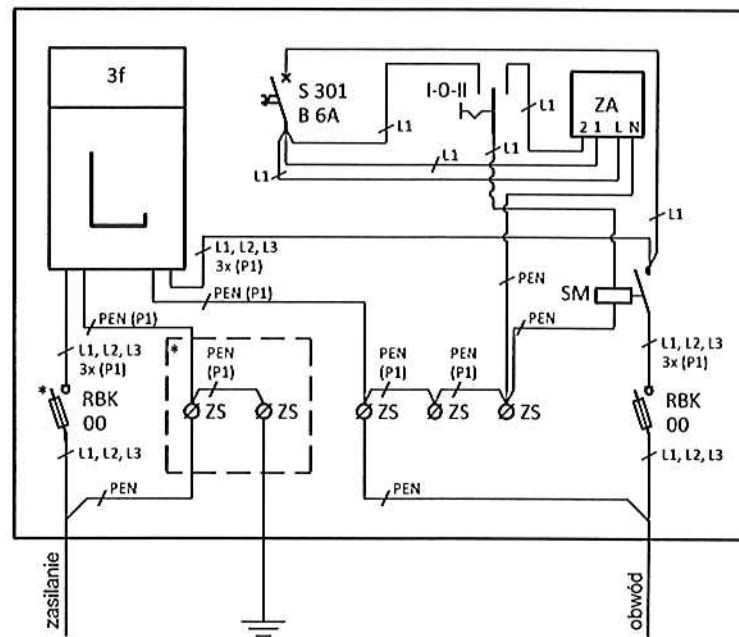 3f
S 301
B 6A
I-0-II
ZA
2 1 L N
L1
L1
L1
L1
L1
L1
L1, L2, L3
3x (P1)
PEN (P1)
PEN
SM
PEN (P1)
PEN
L1, L2, L3
3x (P1)
*
PEN
(P1)
PEN
(P1)
PEN
(P1)
L1, L2, L3
3x (P1)
*
RBK
00
ZS
ZS
ZS
ZS
ZS
RBK
00
L1, L2, L3
L1, L2, L3
PEN
PEN
zasilanie
obwód